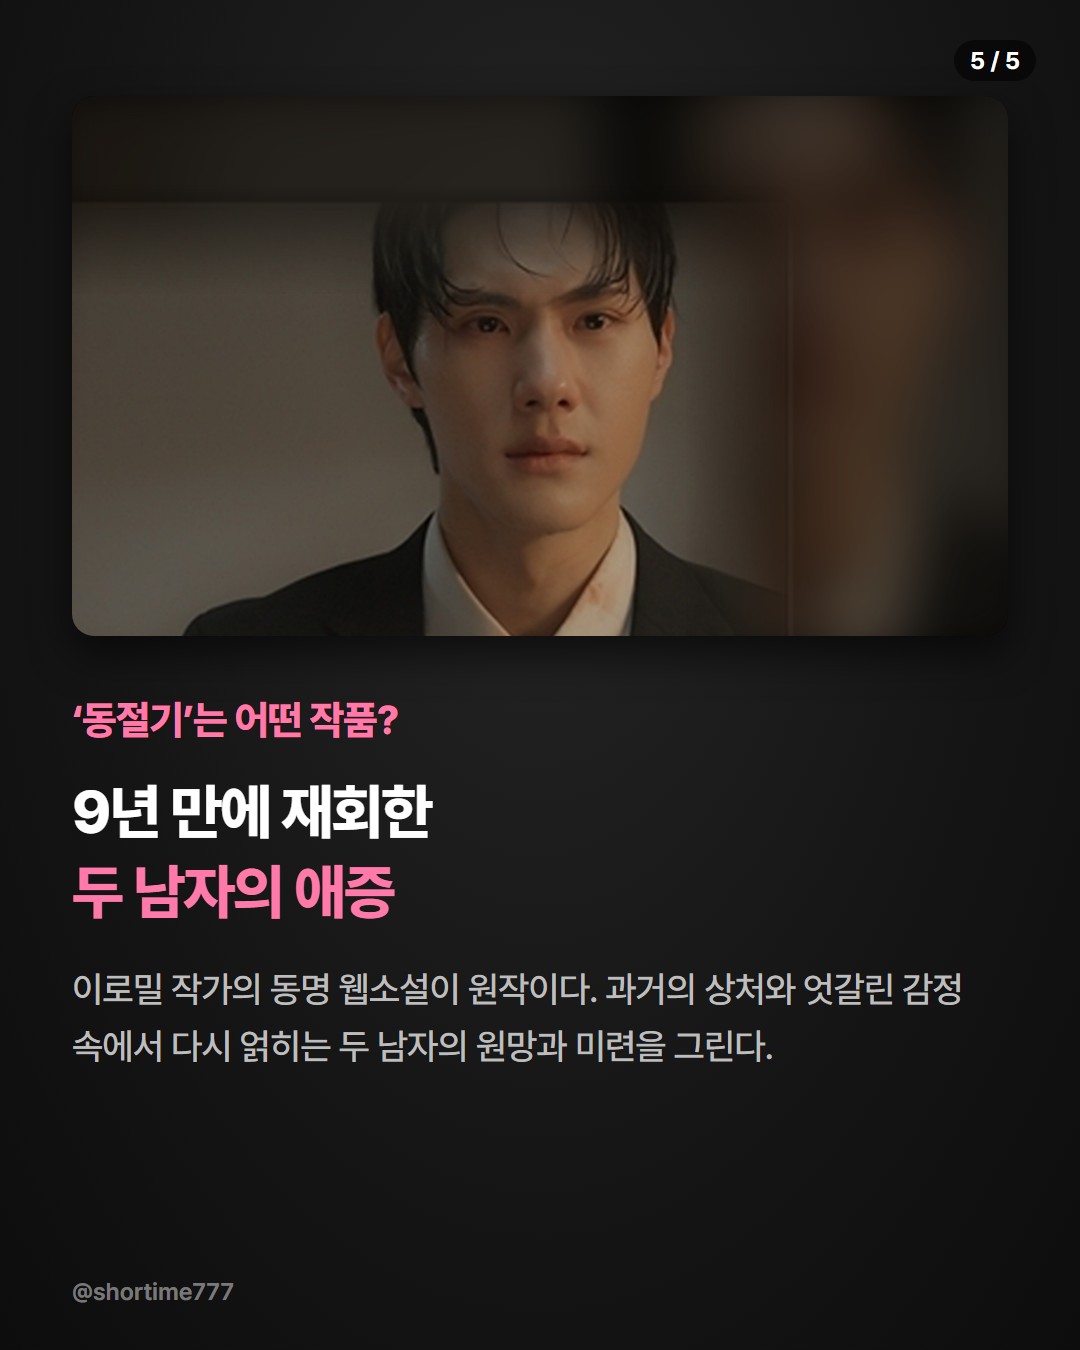 5 / 5
‘동절기’는 어떤 작품?
9년 만에 재회한
두 남자의 애증
이로밀 작가의 동명 웹소설이 원작이다. 과거의 상처와 엇갈린 감정
속에서 다시 얽히는 두 남자의 원망과 미련을 그린다.
@shortime777